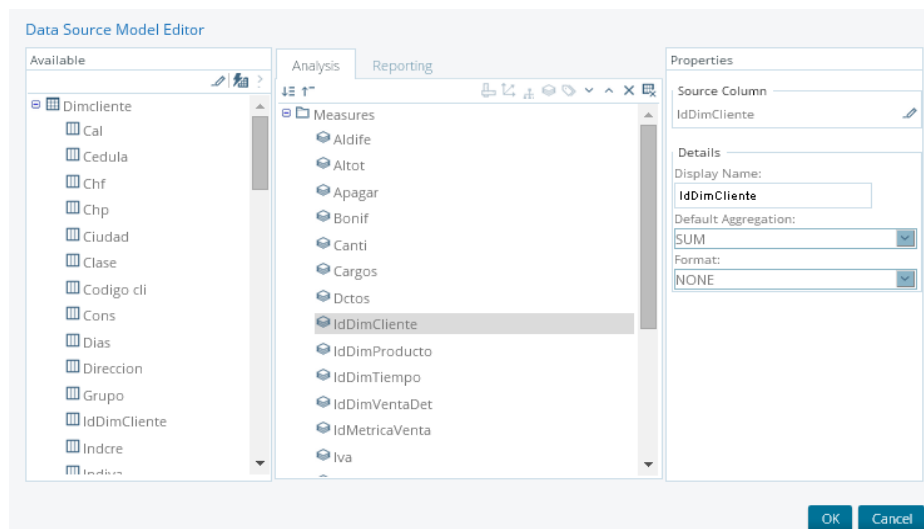 Data Source Model Editor
Available
Dimcliente
Cal
Cedula
Chf
Chp
Ciudad
Clase
Codigo cli
Cons
Dias
Direccion
Grupo
IdDimCliente
Indcre
Indiva
Analysis
Reporting
Measures
Aldife
Altot
Apagar
Bonif
Canti
Cargos
Dctos
IdDimCliente
IdDimProducto
IdDimTiempo
IdDimVentaDet
IdMetricaVenta
Iva
Properties
Source Column
IdDimCliente
Details
Display Name:
IdDimCliente
Default Aggregation:
SUM
Format:
NONE
OK
Cancel